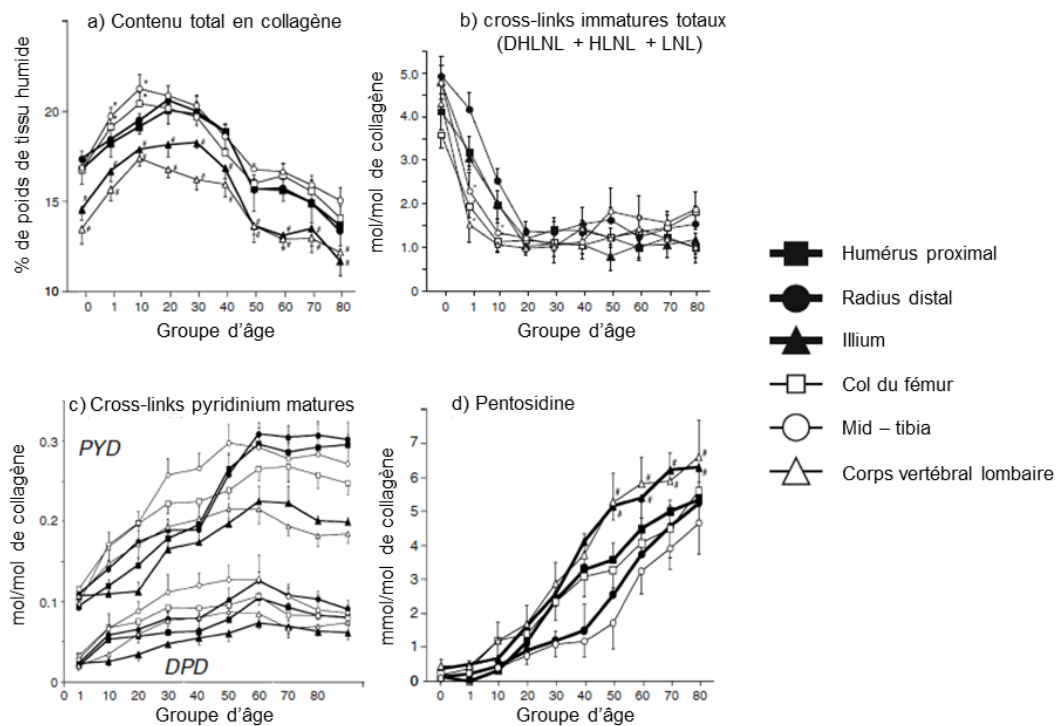 a) Contenu total en collagène
% de poids de tissu humide
20
15
10
0 1 10 20 30 40 50 60 70 80
Groupe d'âge
b) cross-links immatures totaux
(DHLNL + HLNL + LNL)
mol/mol de collagène
5.0
4.0
3.0
2.0
1.0
0
0 1 10 20 30 40 50 60 70 80
Groupe d'âge
c) Cross-links pyridinium matures
PYD
DPD
mol/mol de collagène
0.3
0.2
0.1
0
0 1 10 20 30 40 50 60 70 80
Groupe d'âge
d) Pentosidine
mmol/mol de collagène
7
6
5
4
3
2
1
0
0 1 10 20 30 40 50 60 70 80
Groupe d'âge
Humérus proximal
Radius distal
Illium
Col du fémur
Mid – tibia
Corps vertébral lombaire